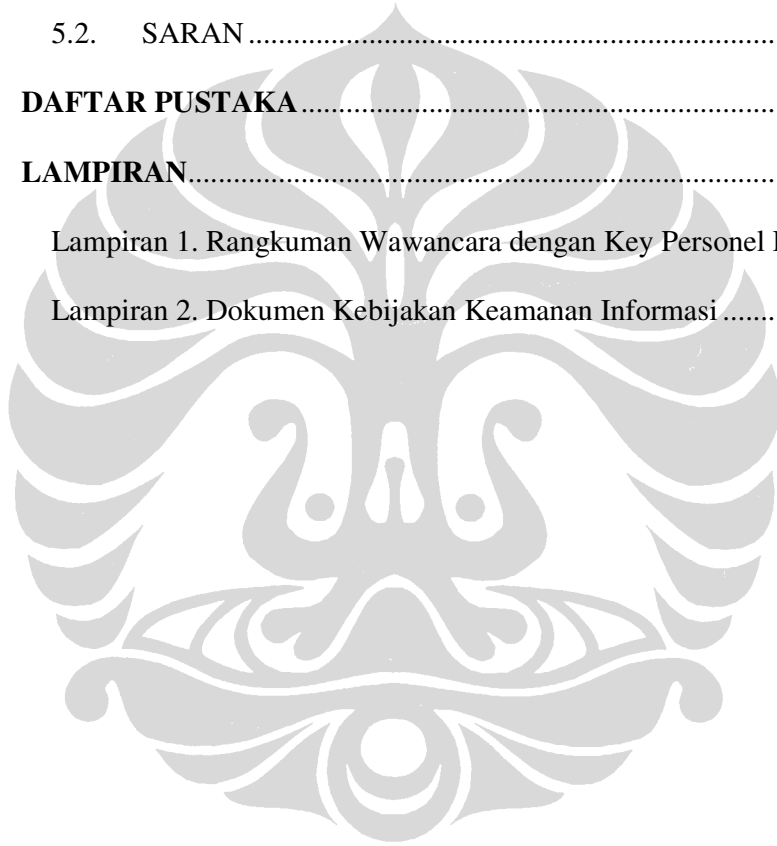 5.2. SARAN ........................................................................
DAFTAR PUSTAKA ................................................................
LAMPIRAN...............................................................................
Lampiran 1. Rangkuman Wawancara dengan Key Personel
Lampiran 2. Dokumen Kebijakan Keamanan Informasi .......